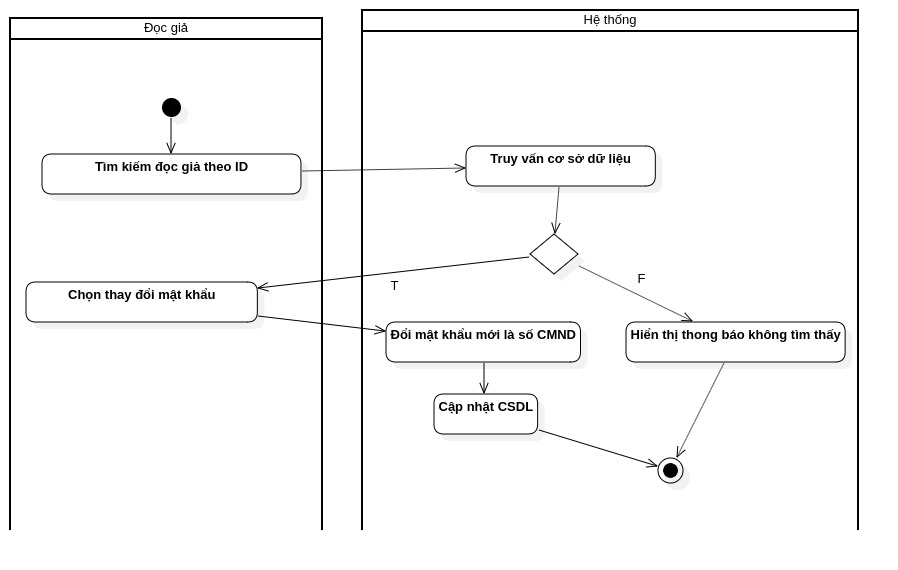 Đọc giả
Hệ thống
Tìm kiếm đọc giả theo ID
Truy vấn cơ sở dữ liệu
T
F
Chọn thay đổi mật khẩu
Đổi mật khẩu mới là số CMND
Hiển thị thong báo không tìm thấy
Cập nhật CSDL